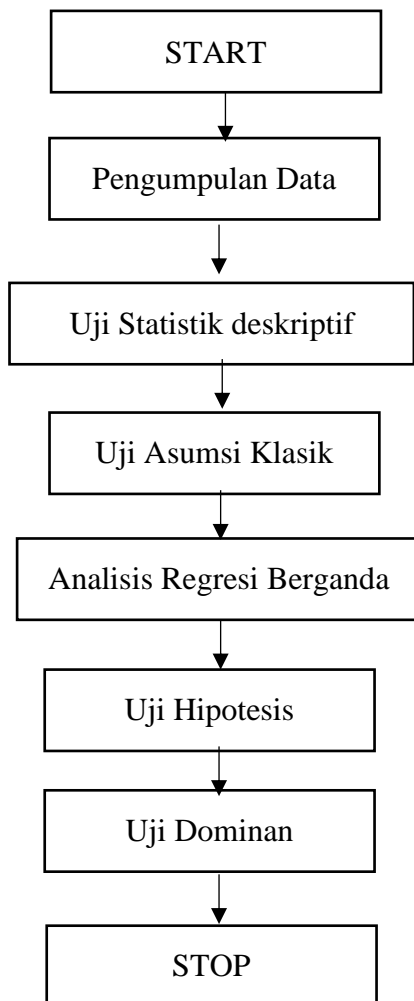 START
Pengumpulan Data
Uji Statistik deskriptif
Uji Asumsi Klasik
Analisis Regresi Berganda
Uji Hipotesis
Uji Dominan
STOP